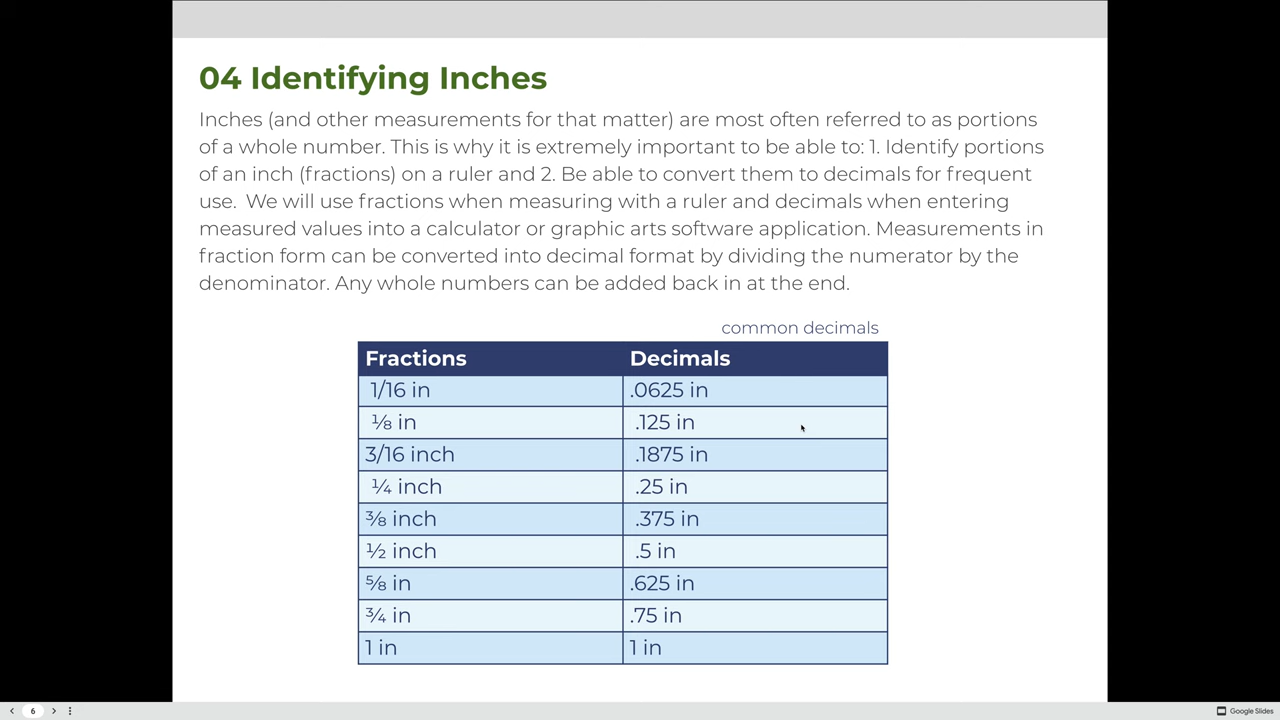 04 Identifying Inches
Inches (and other measurements for that matter) are most often referred to as portions
of a whole number. This is why it is extremely important to be able to: 1. Identify portions
of an inch (fractions) on a ruler and 2. Be able to convert them to decimals for frequent
use.  We will use fractions when measuring with a ruler and decimals when entering
measured values into a calculator or graphic arts software application. Measurements in
fraction form can be converted into decimal format by dividing the numerator by the
denominator. Any whole numbers can be added back in at the end.
common decimals
Fractions Decimals
1/16 in .0625 in
⅛ in .125 in
3/16 inch .1875 in
¼ inch .25 in
⅜ inch .375 in
½ inch .5 in
⅝ in .625 in
¾ in .75 in
1 in 1 in
6 Google Slides